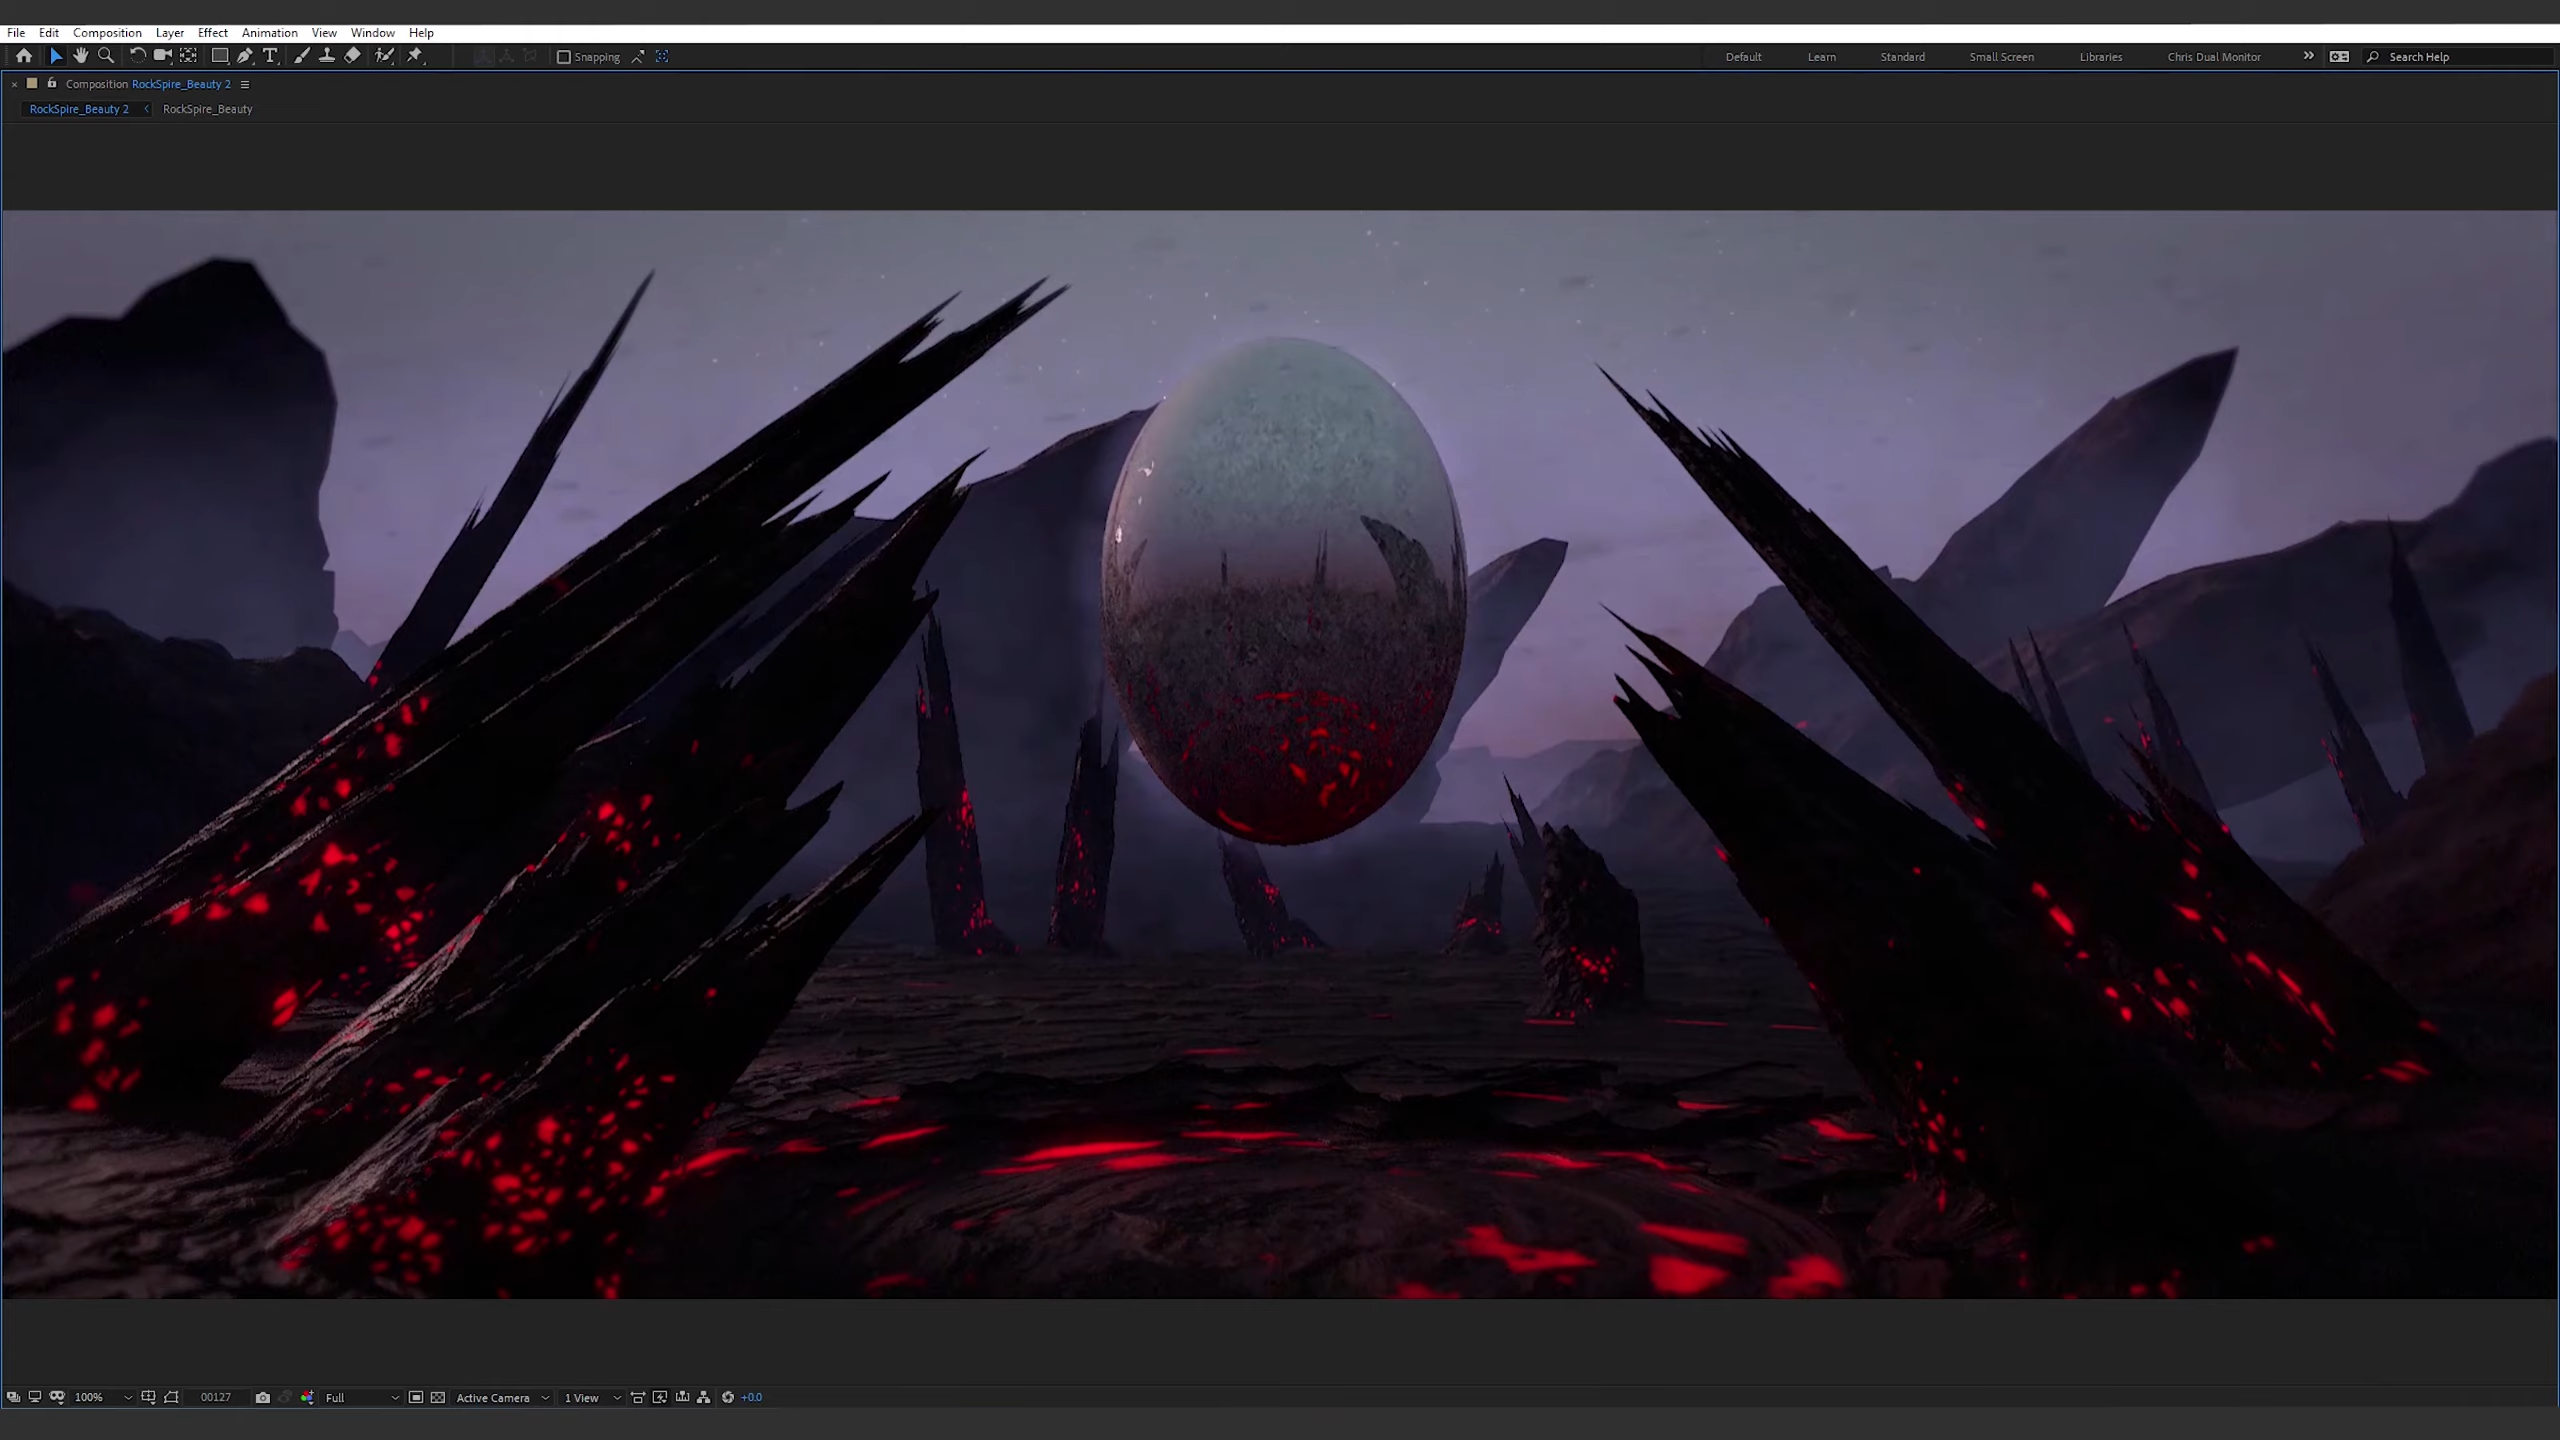 File Edit Composition Layer Effect Animation View Window Help
Snapping Default Learn Standard Small Screen Libraries Chris Dual Monitor Search Help
Composition RockSpire_Beauty 2
RockSpire_Beauty 2 RockSpire_Beauty
100% 00127 Full Active Camera 1 View +0.0